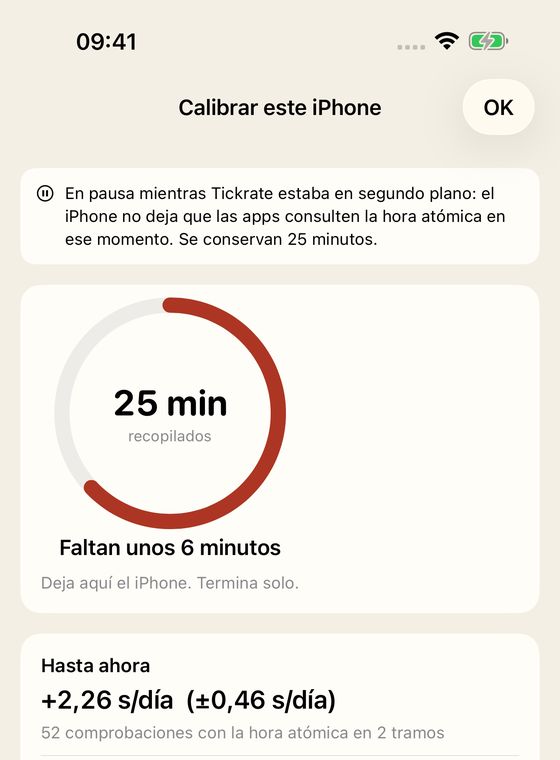 09:41
Calibrar este iPhone
OK
En pausa mientras Tickrate estaba en segundo plano: el
iPhone no deja que las apps consulten la hora atómica en
ese momento. Se conservan 25 minutos.
25 min
recopilados
Faltan unos 6 minutos
Deja aquí el iPhone. Termina solo.
Hasta ahora
+2,26 s/día (±0,46 s/día)
52 comprobaciones con la hora atómica en 2 tramos